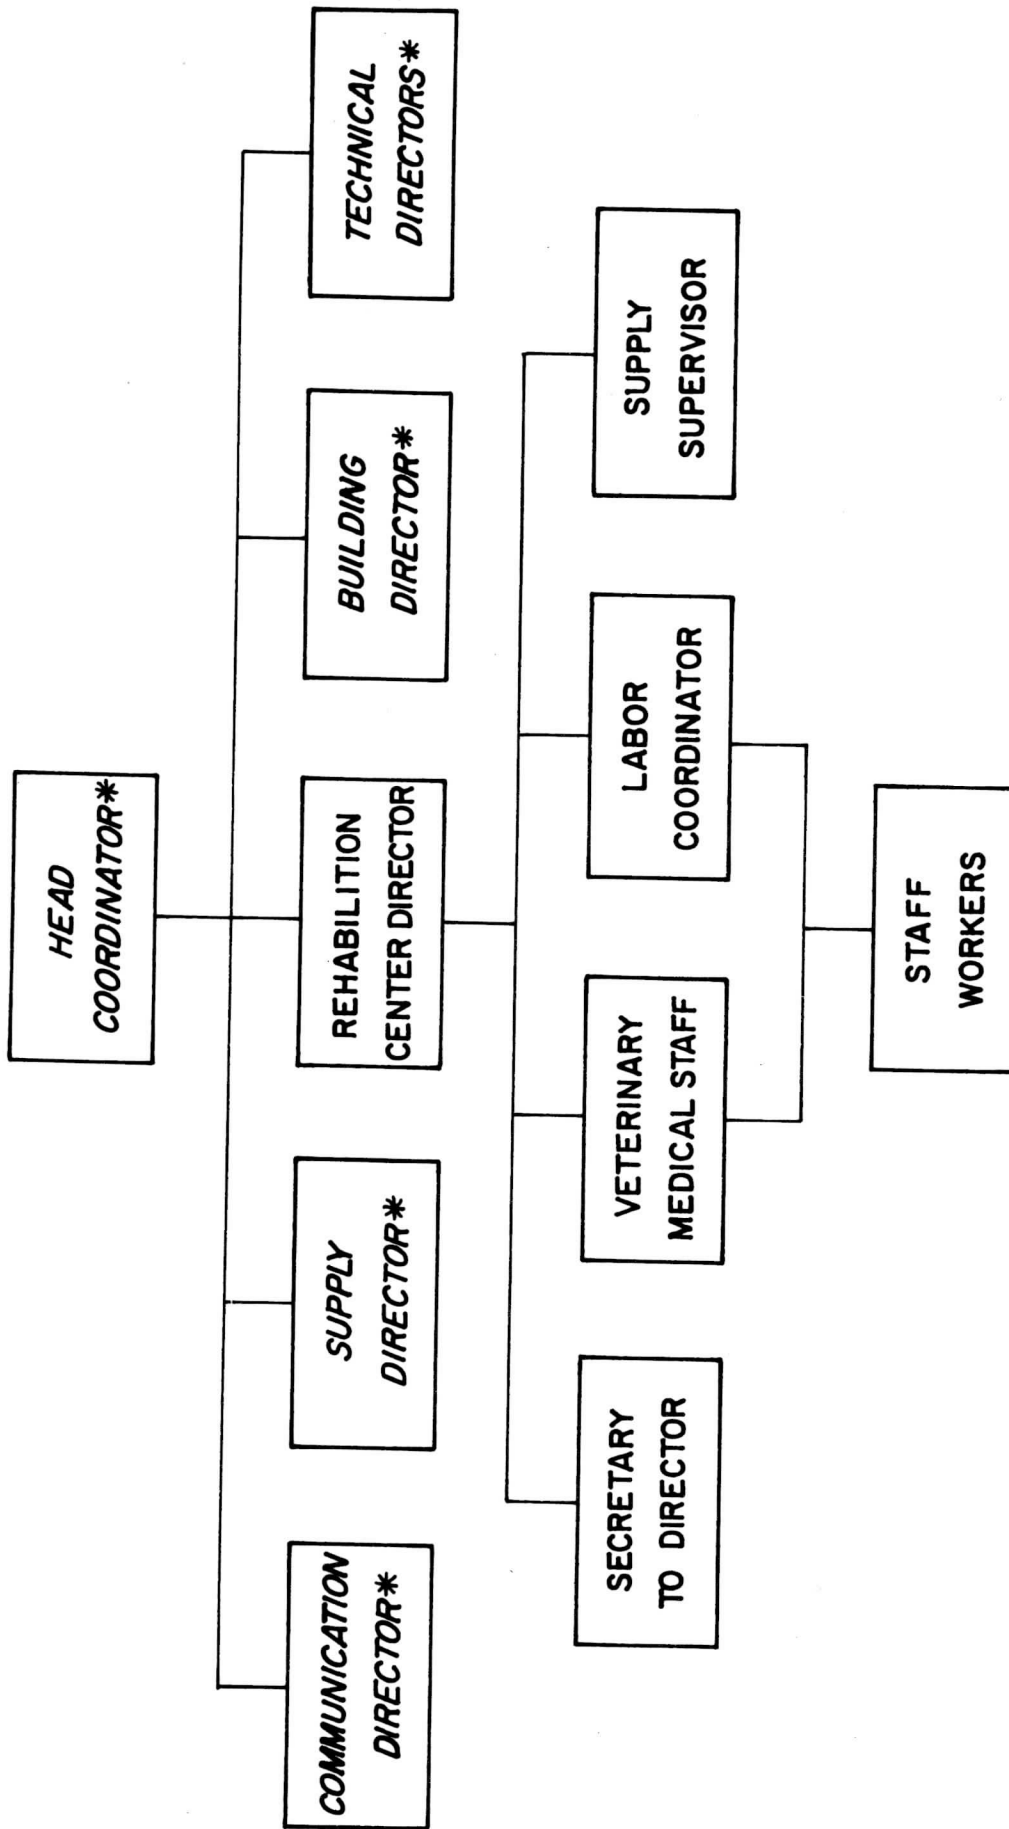 HEAD
COORDINATOR*
COMMUNICATION
DIRECTOR*
SUPPLY
DIRECTOR*
REHABILITION
CENTER DIRECTOR
BUILDING
DIRECTOR*
TECHNICAL
DIRECTORS*
SECRETARY
TO DIRECTOR
VETERINARY
MEDICAL STAFF
LABOR
COORDINATOR
SUPPLY
SUPERVISOR
STAFF
WORKERS